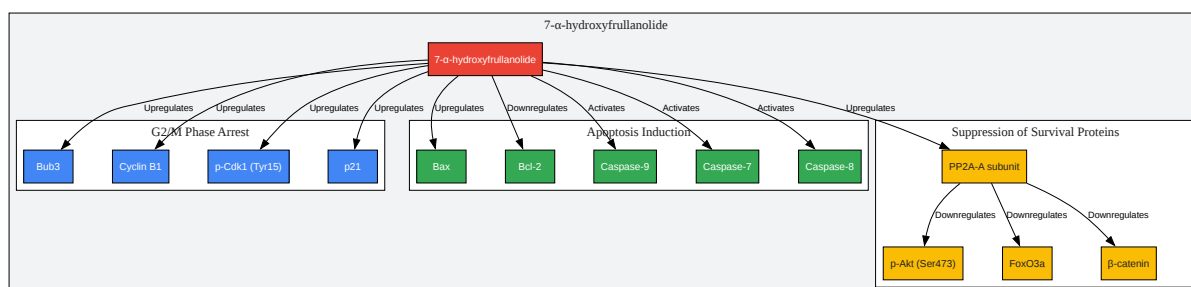 7-α-hydroxyfrullanolide
7-α-hydroxyfrullanolide
Upregulates
Upregulates
Upregulates
Upregulates
Upregulates
Downregulates
Activates
Activates
Activates
Upregulates
G2/M Phase Arrest
Apoptosis Induction
Suppression of Survival Proteins
Bub3
Cyclin B1
p-Cdk1 (Tyr15)
p21
Bax
Bcl-2
Caspase-9
Caspase-7
Caspase-8
PP2A-A subunit
Downregulates
Downregulates
Downregulates
p-Akt (Ser473)
FoxO3a
β-catenin